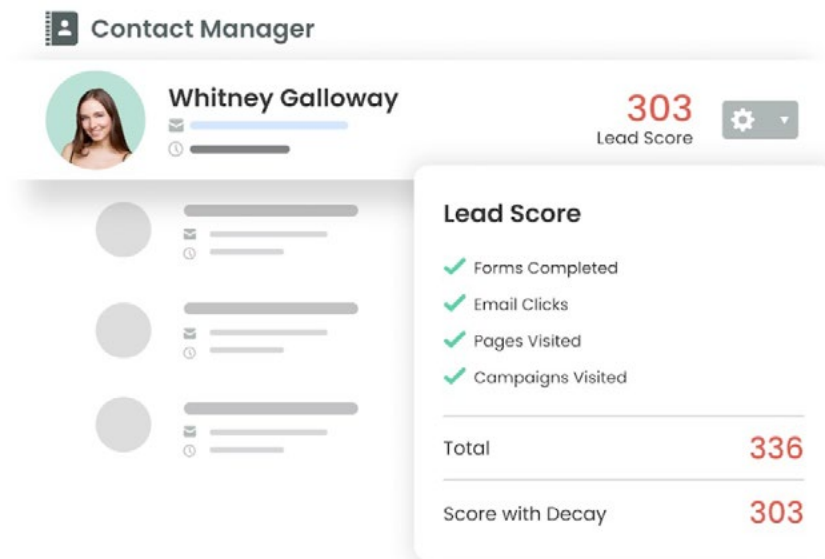 Contact Manager
Whitney Galloway
303
Lead Score
Lead Score
Forms Completed
Email Clicks
Pages Visited
Campaigns Visited
Total 336
Score with Decay 303